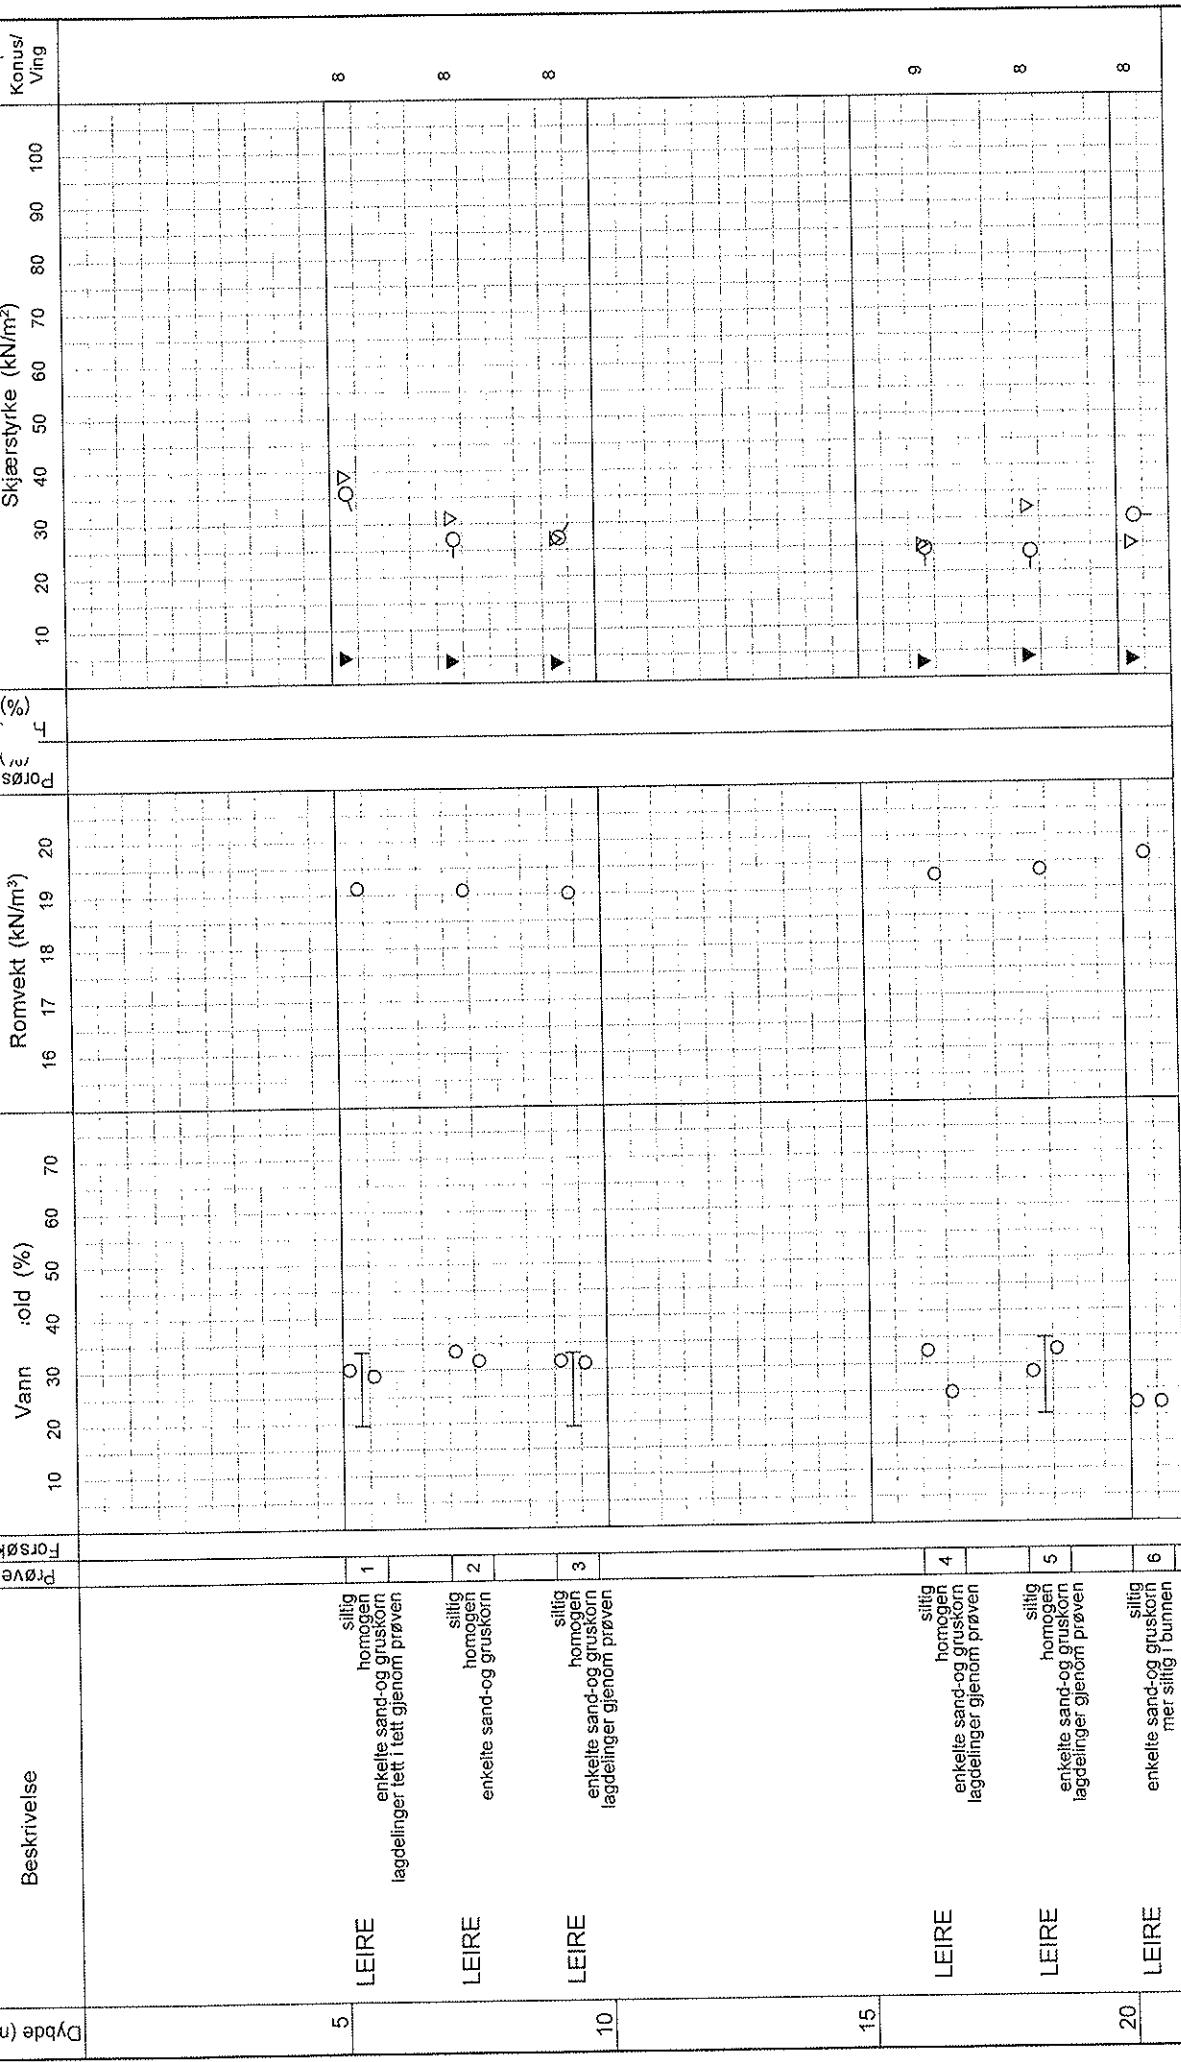 Dybde (m
Beskrivelse
Prøve
Forsøk
Vann
old (%)
10 20 30 40 50 60 70
Romvekt (kN/m³)
16 17 18 19 20
Porøs
(%)
Skjærstyrke (kN/m²)
10 20 30 40 50 60 70 80 90 100
Konus/
Ving
5
LEIRE
siltig
homogen
enkelte sand-og gruskorn
lagdelinger tett i tett gjenom prøven
1
8
LEIRE
siltig
homogen
enkelte sand-og gruskorn
2
8
LEIRE
siltig
homogen
enkelte sand-og gruskorn
lagdelinger gjenom prøven
3
8
10
15
LEIRE
siltig
homogen
enkelte sand-og gruskorn
lagdelinger gjenom prøven
4
9
LEIRE
siltig
homogen
enkelte sand-og gruskorn
lagdelinger gjenom prøven
5
8
20
LEIRE
siltig
enkelte sand-og gruskorn
mer siltig i bunnen
6
8